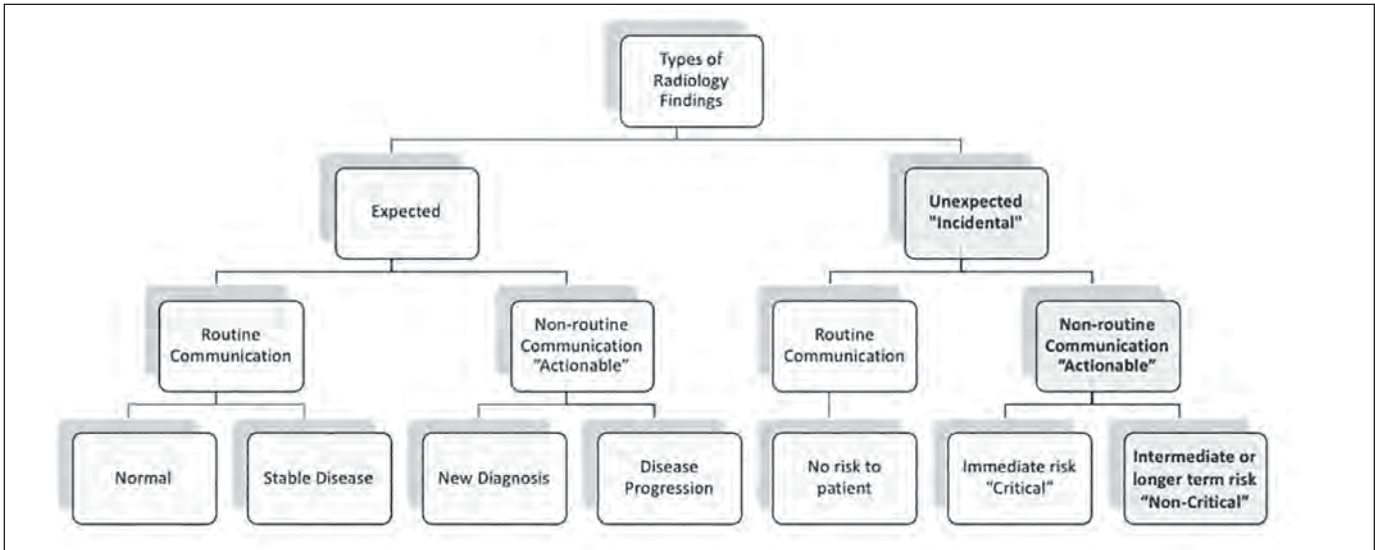 Types of
Radiology
Findings
Expected
Unexpected
"Incidental"
Routine
Communication
Non-routine
Communication
”Actionable”
Routine
Communication
Non-routine
Communication
“Actionable”
Normal
Stable Disease
New Diagnosis
Disease
Progression
No risk to
patient
Immediate risk
“Critical”
Intermediate or
longer term risk
“Non-Critical”